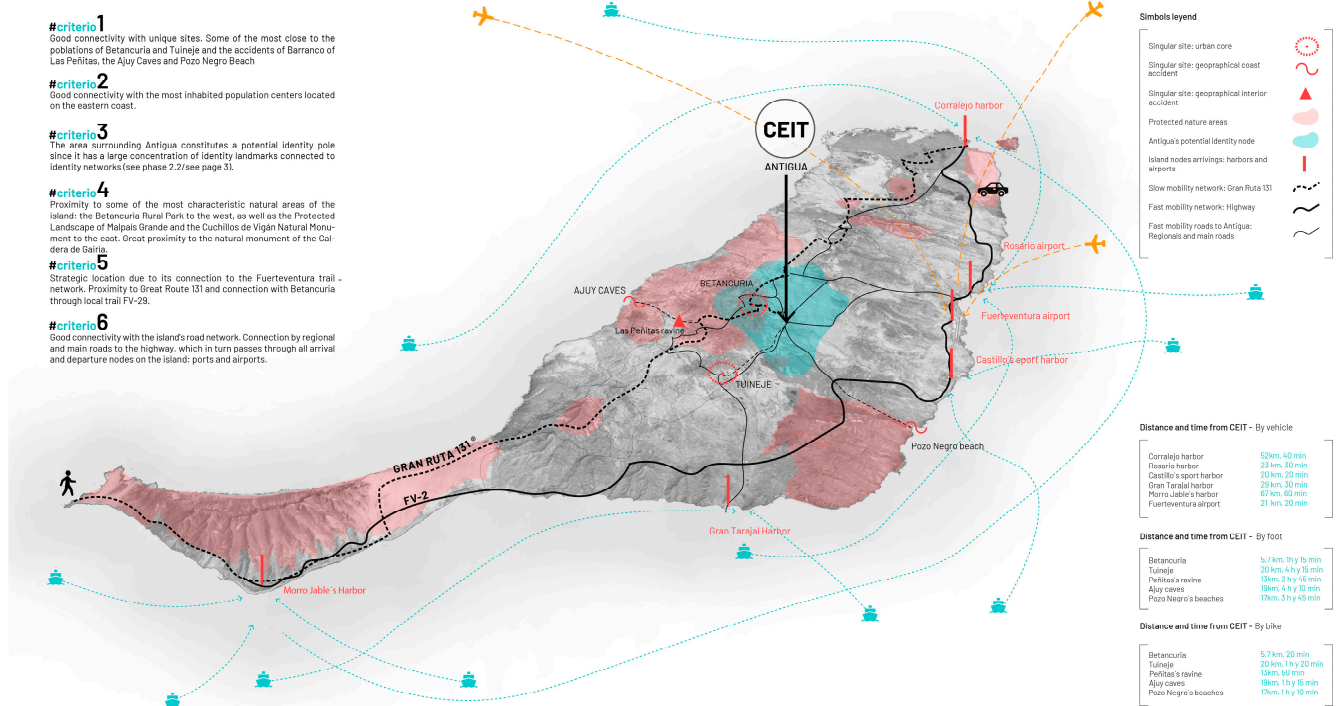 #criterio1
Good connectivity with unique sites. Some of the most close to the
poblations of Betancuria and Tuineje and the accidents of Barranco of
Las Peñitas, the Ajuy Caves and Pozo Negro Beach
#criterio2
Good connectivity with the most inhabited population centers located
on the eastern coast.
#criterio3
The area surrounding Antigua constitutes a potential identity pole
since it has a large concentration of identity landmarks connected to
identity networks (see phase 2.2/see page 3).
#criterio4
Proximity to some of the most characteristic natural areas of the
island: the Betancuria Rural Park to the west, as well as the Protected
Landscape of Malpais Grande and the Cuchillos de Vigán Natural Monu-
ment to the east. Great proximity to the natural monument of the Cal-
dera de Gairia.
#criterio5
Strategic location due to its connection to the Fuerteventura trail
network. Proximity to Great Route 131 and connection with Betancuria
through local trail FV-29.
#criterio6
Good connectivity with the island's road network. Connection by regional
and main roads to the highway, which in turn passes through all arrival
and departure nodes on the island: ports and airports.
CEIT
ANTIGUA
Corralejo harbor
Rosario airport
Fuerteventura airport
Castillo's sport harbor
BETANCURIA
AJUY CAVES
Las Peñitas ravine
TUINEJE
Pozo Negro beach
GRAN RUTA 131®
FV-2
Gran Tarajal Harbor
Morro Jable's Harbor
Simbols leyend
Singular site: urban core
Singular site: geographical coast
accident
Singular site: geographical interior
accident
Protected nature areas
Antigua's potential identity node
Island nodes arrivings: harbors and
airports
Slow mobility network: Gran Ruta 131
Fast mobility network: Highway
Fast mobility roads to Antigua:
Regionals and main roads
Distance and time from CEIT - By vehicle
Corralejo harbor 52km, 40 min
Rosario harbor 23 km, 30 min
Castillo's sport harbor 20 km, 20 min
Gran Tarajal harbor 29 km, 30 min
Morro Jable's harbor 67 km, 60 min
Fuerteventura airport 21 km, 20 min
Distance and time from CEIT - By foot
Betancuria 5,7 km, 1h y 15 min
Tuineje 20 km, 4 h y 15 min
Peñitas's ravine 13km, 2 h y 45 min
Ajuy caves 19km, 4 h y 10 min
Pozo Negro's beaches 17km, 3 h y 45 min
Distance and time from CEIT - By bike
Betancuria 5,7 km, 20 min
Tuineje 20 km, 1 h y 20 min
Peñitas's ravine 13km, 50 min
Ajuy caves 19km, 1 h y 15 min
Pozo Negro's beaches 17km, 1 h y 10 min